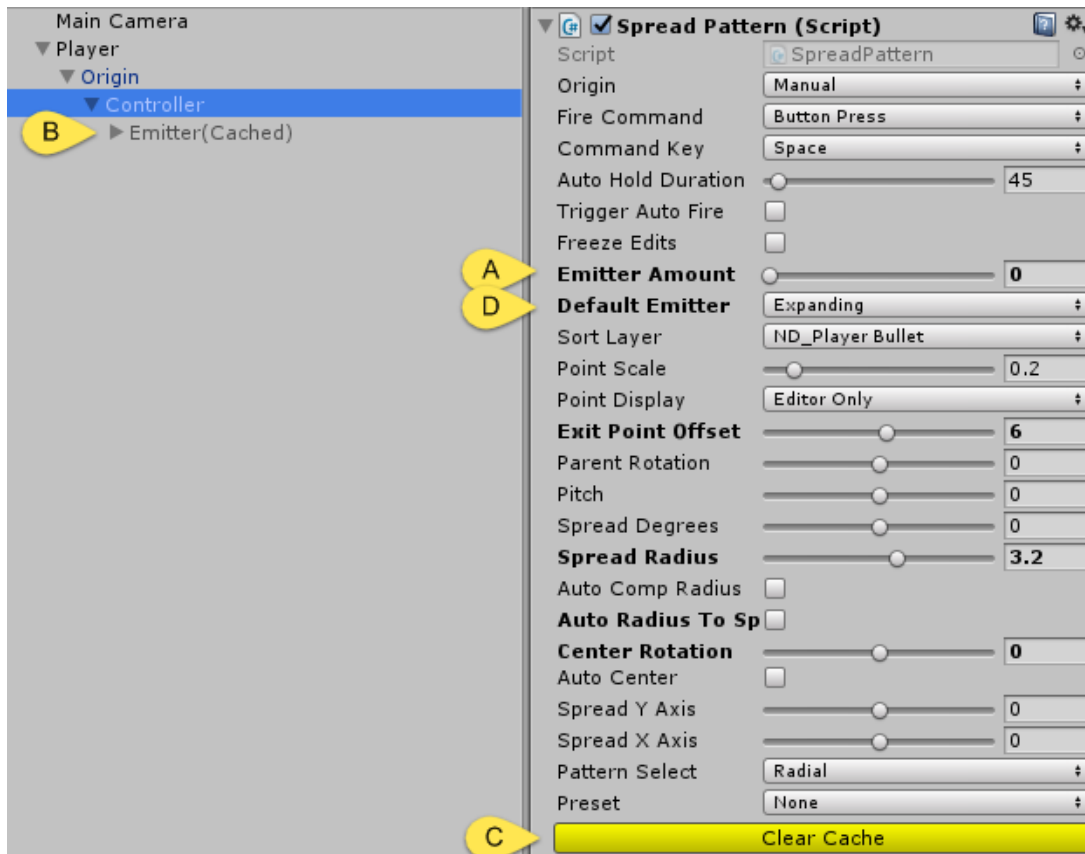 Main Camera
Player
Origin
Controller
B
Emitter(Cached)
Spread Pattern (Script)
Script SpreadPattern
Origin Manual
Fire Command Button Press
Command Key Space
Auto Hold Duration 45
Trigger Auto Fire
Freeze Edits
A Emitter Amount 0
D Default Emitter Expanding
Sort Layer ND_Player Bullet
Point Scale 0.2
Point Display Editor Only
Exit Point Offset 6
Parent Rotation 0
Pitch 0
Spread Degrees 0
Spread Radius 3.2
Auto Comp Radius
Auto Radius To Sp
Center Rotation 0
Auto Center
Spread Y Axis 0
Spread X Axis 0
Pattern Select Radial
Preset None
C Clear Cache